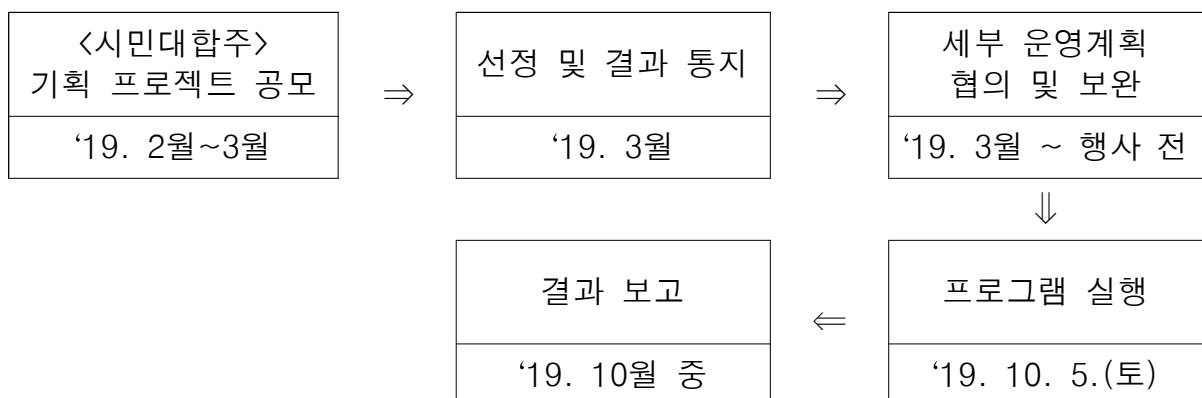 <시민대합주>
기획 프로젝트 공모
‘19. 2월~3월
⇒
선정 및 결과 통지
‘19. 3월
⇒
세부 운영계획
협의 및 보완
‘19. 3월 ~ 행사 전
⇓
프로그램 실행
‘19. 10. 5.(토)
⇐
결과 보고
‘19. 10월 중